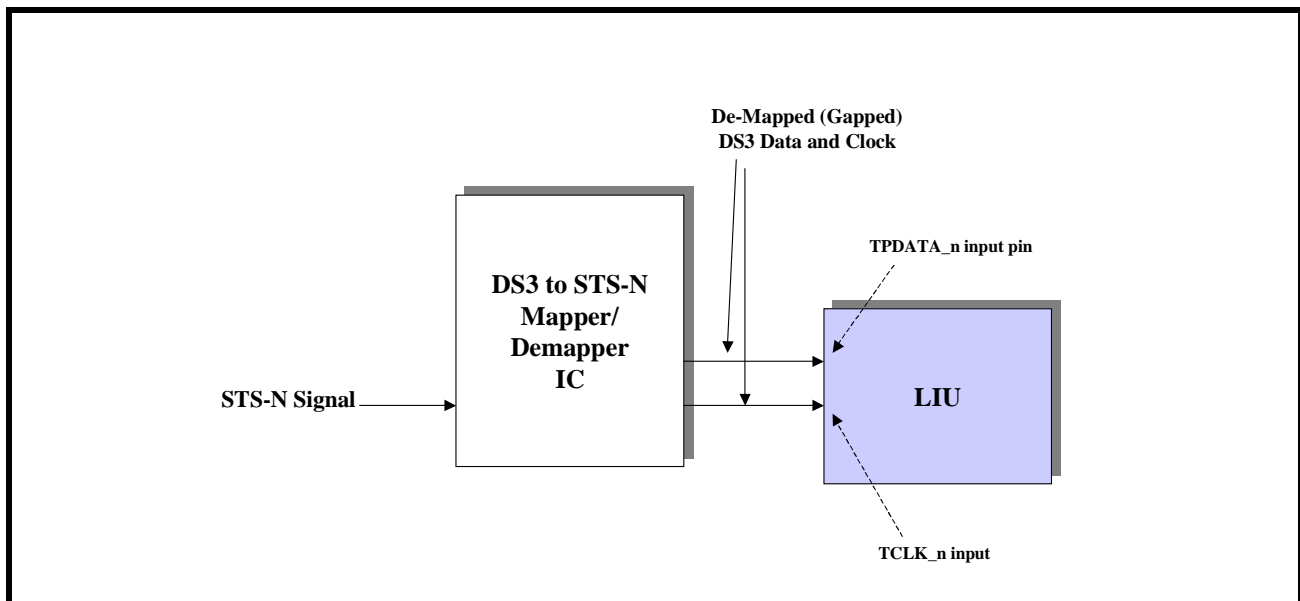 De-Mapped (Gapped)
DS3 Data and Clock
TPDATA_n input pin
DS3 to STS-N
Mapper/
Demapper
IC
STS-N Signal
LIU
TCLK_n input